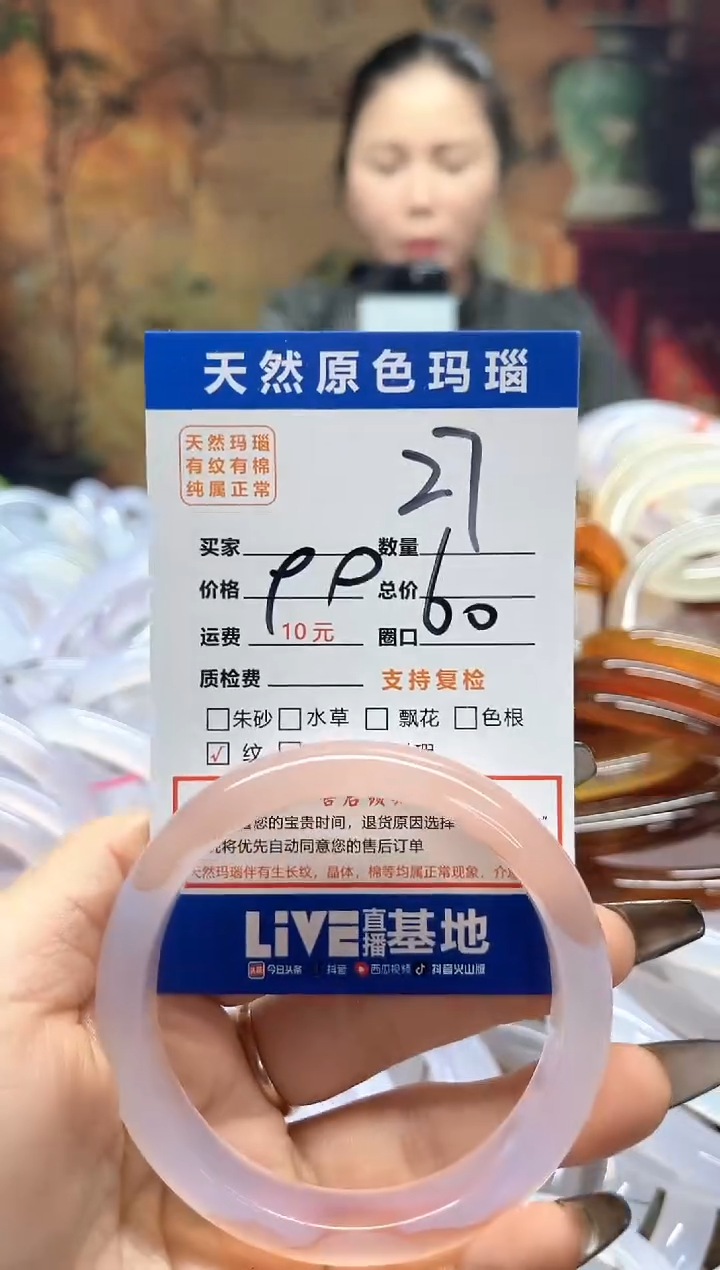 天然原色玛瑙
天然玛瑙
有纹有棉
纯属正常
27
买家 数量
价格 pp 总价
运费 10元 圈口 60
质检费 支持复检
□朱砂 □水草 □飘花 □色根
☑纹
您的宝贵时间，退货原因选择
将优先自动同意您的售后订单
天然玛瑙伴有生长纹，晶体，棉等均属正常现象，介
LiVE直播基地
今日头条 抖音 西瓜视频 抖音火山版